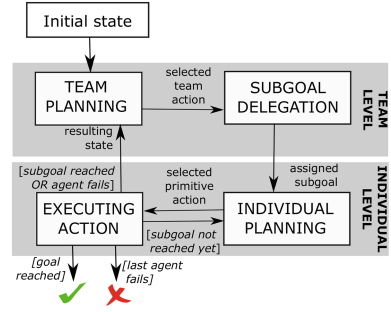 Initial state
TEAM
PLANNING
selected
team
action
SUBGOAL
DELEGATION
TEAM
LEVEL
resulting
state
[subgoal reached
OR agent fails]
selected
primitive
action
assigned
subgoal
EXECUTING
ACTION
INDIVIDUAL
PLANNING
INDIVIDUAL
LEVEL
[subgoal not
reached yet]
[goal
reached]
[last agent
fails]